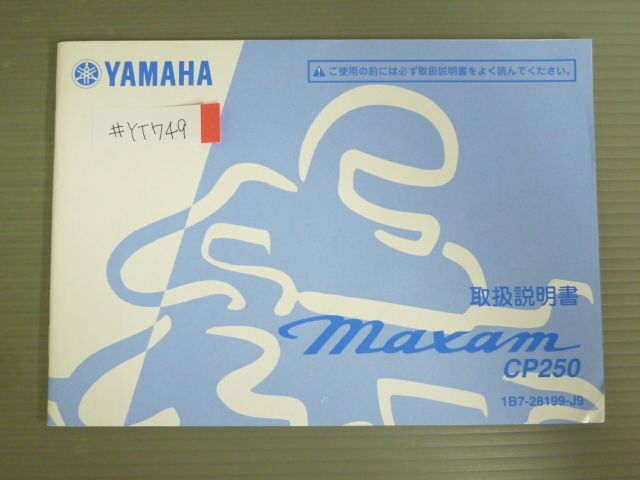 YAMAHA
ご使用の前には必ず取扱説明書をよく読んでください。
#YT749
取扱説明書
maxam
CP250
1B7-28199-J9